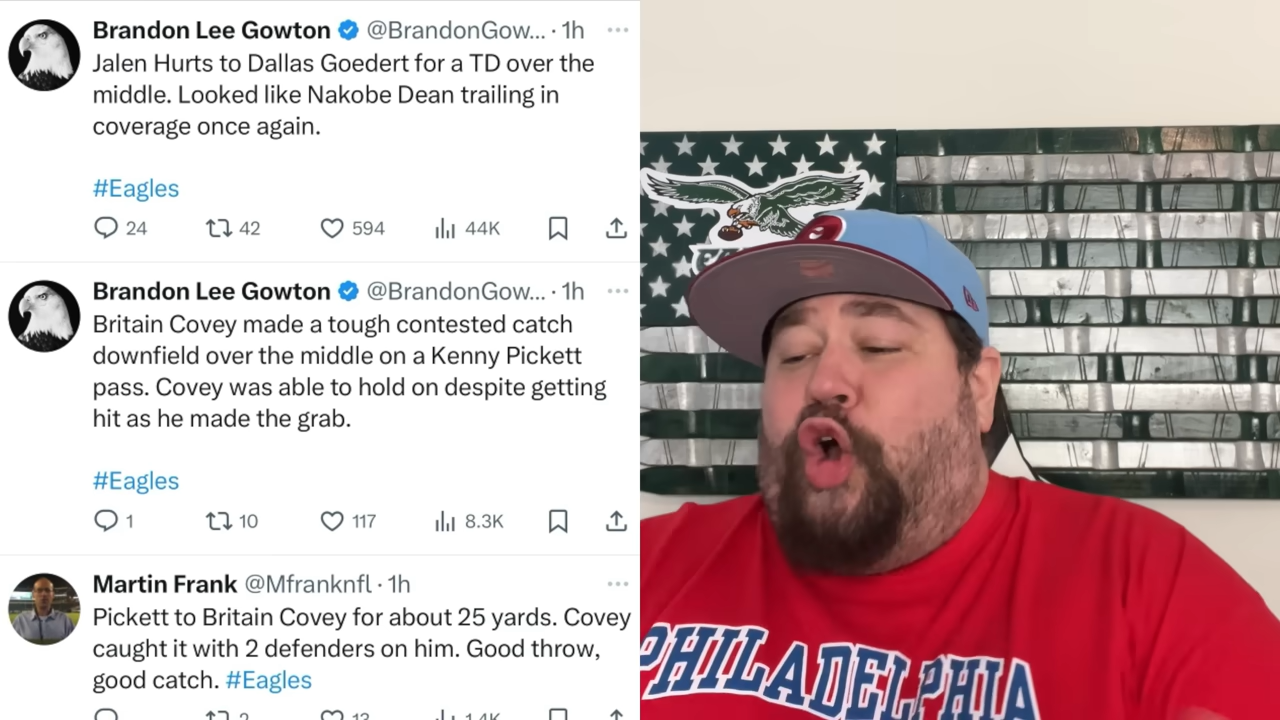 Brandon Lee Gowton @BrandonGow... · 1h ...
Jalen Hurts to Dallas Goedert for a TD over the
middle. Looked like Nakobe Dean trailing in
coverage once again.
#Eagles
24 42 594 44K
Brandon Lee Gowton @BrandonGow... · 1h ...
Britain Covey made a tough contested catch
downfield over the middle on a Kenny Pickett
pass. Covey was able to hold on despite getting
hit as he made the grab.
#Eagles
1 10 117 8.3K
Martin Frank @Mfranknfl · 1h ...
Pickett to Britain Covey for about 25 yards. Covey
caught it with 2 defenders on him. Good throw,
good catch. #Eagles
2 13 1.4K
PHILADELPHIA